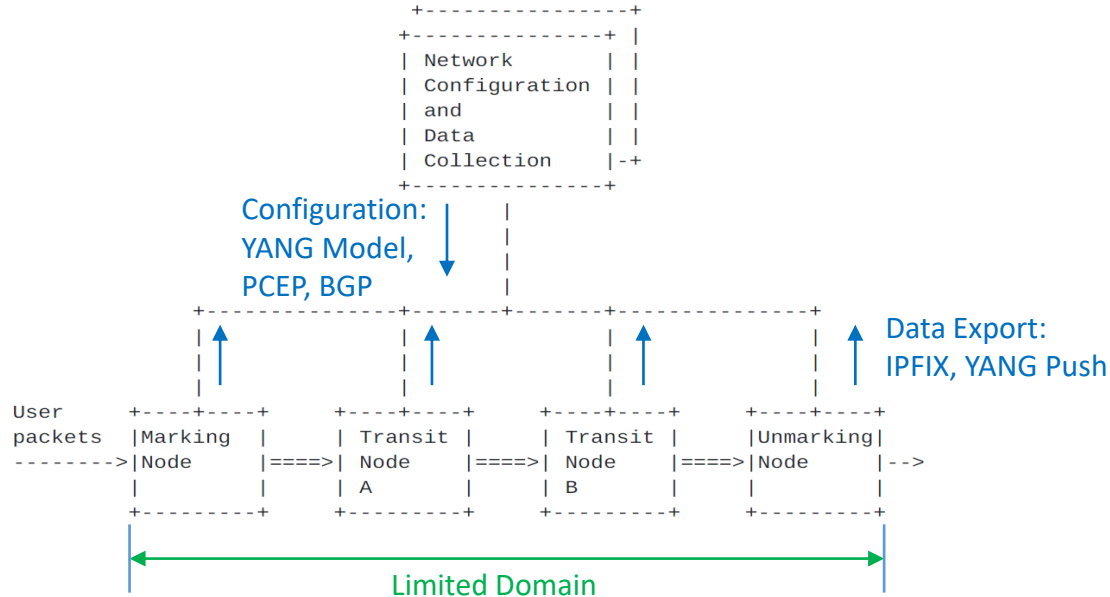 +----------------+
+---------------+ |
| Network       | |
| Configuration | |
| and           | |
| Data          | |
| Collection    |-+
+---------------+
Configuration:
YANG Model,
PCEP, BGP
+---------------+-------+-------+---------------+
Data Export:
IPFIX, YANG Push
User     +----+----+     +----+----+     +----+----+     +----+----+
packets  |Marking  |     | Transit |     | Transit |     |Unmarking|
-------->|Node     |====>| Node    |====>| Node    |====>|Node     |-->
         |         |     | A       |     | B       |     |         |
         +---------+     +---------+     +---------+     +---------+
Limited Domain